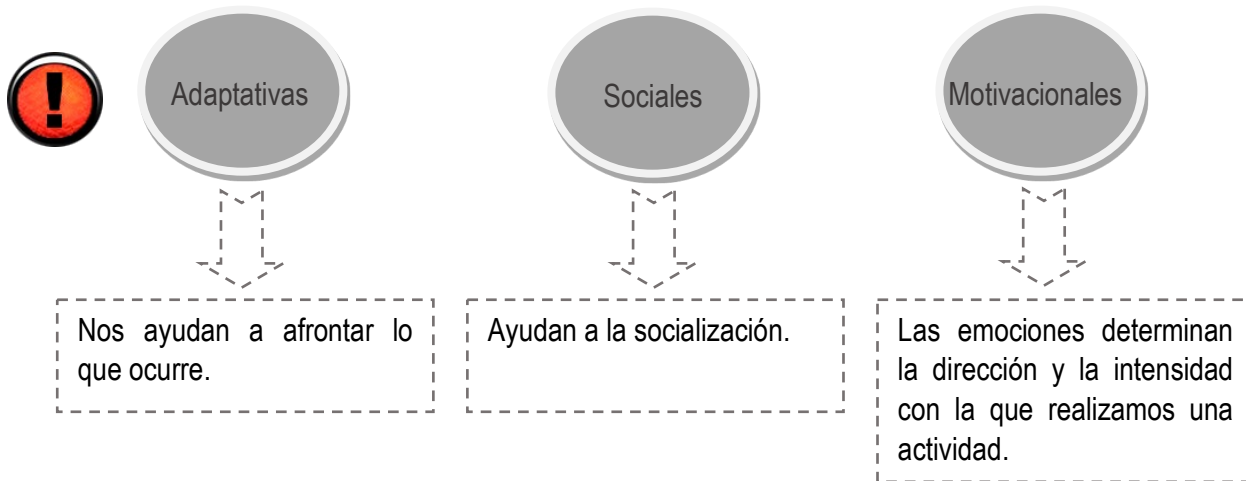 Adaptativas
Sociales
Motivacionales
Nos ayudan a afrontar lo
que ocurre.
Ayudan a la socialización.
Las emociones determinan
la dirección y la intensidad
con la que realizamos una
actividad.